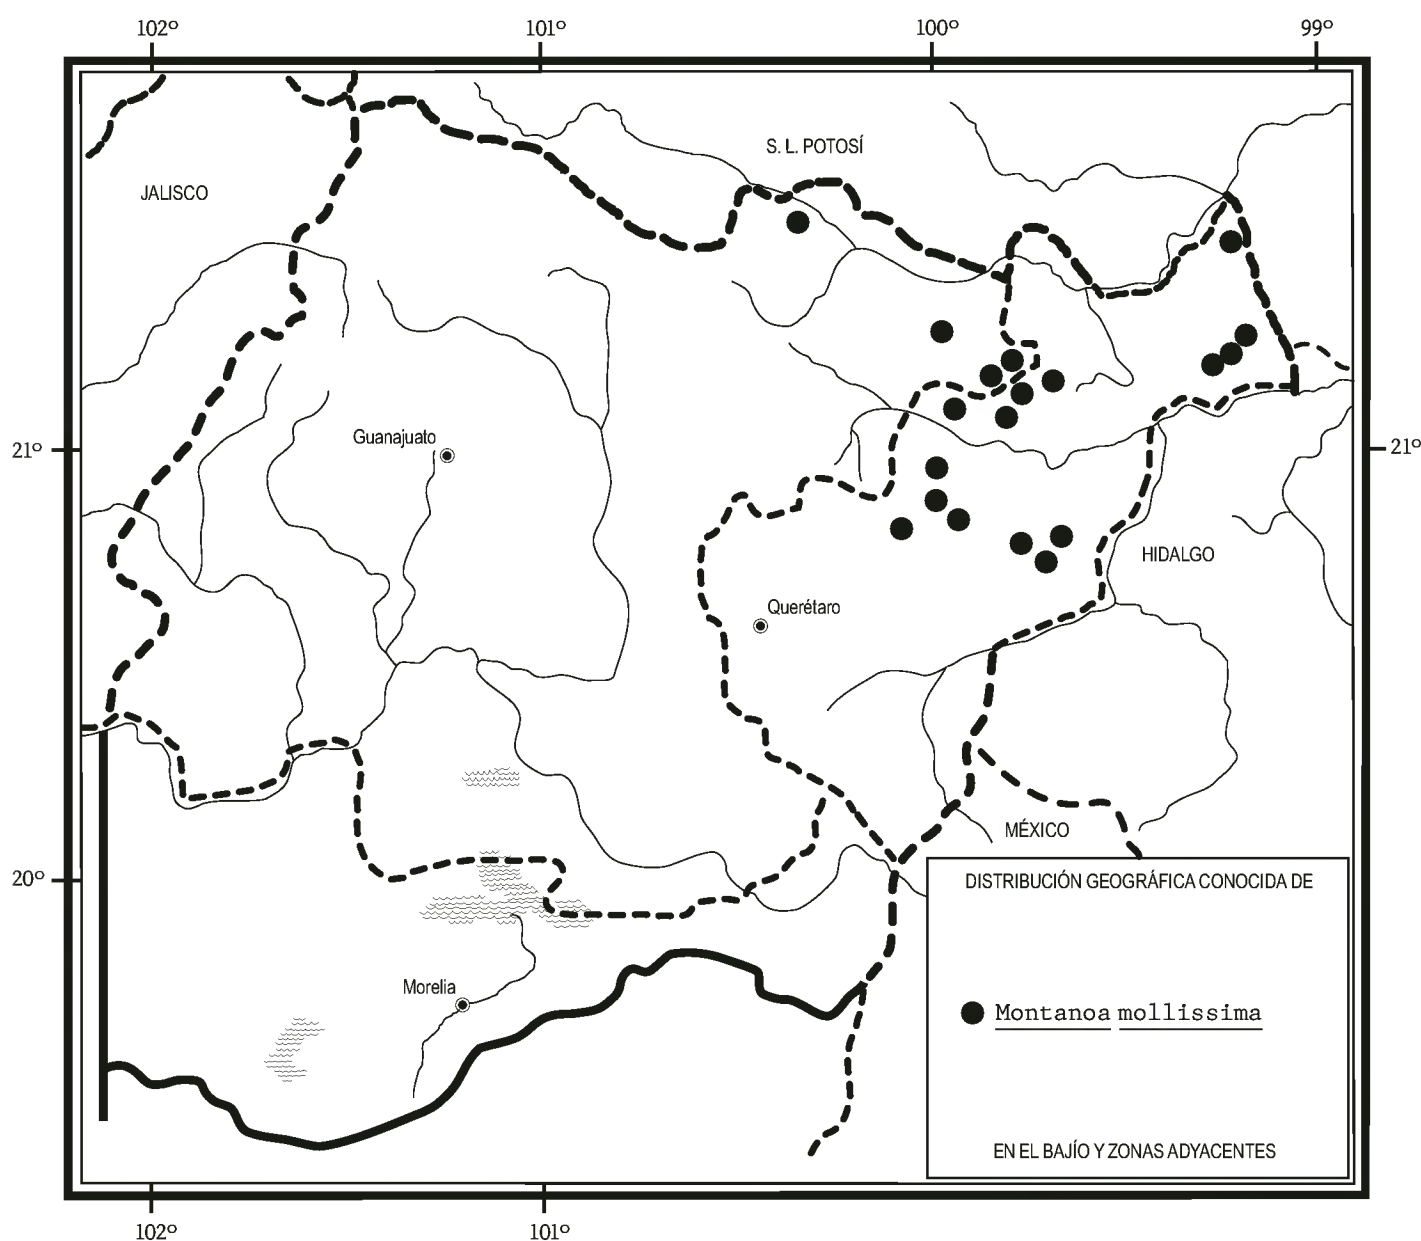 102º 101º 100º 99º
S. L. POTOSÍ
JALISCO
Guanajuato
21º 21º
HIDALGO
Querétaro
MÉXICO
20º
DISTRIBUCIÓN GEOGRÁFICA CONOCIDA DE
Morelia
Montanoa mollissima
EN EL BAJÍO Y ZONAS ADYACENTES
102º 101º